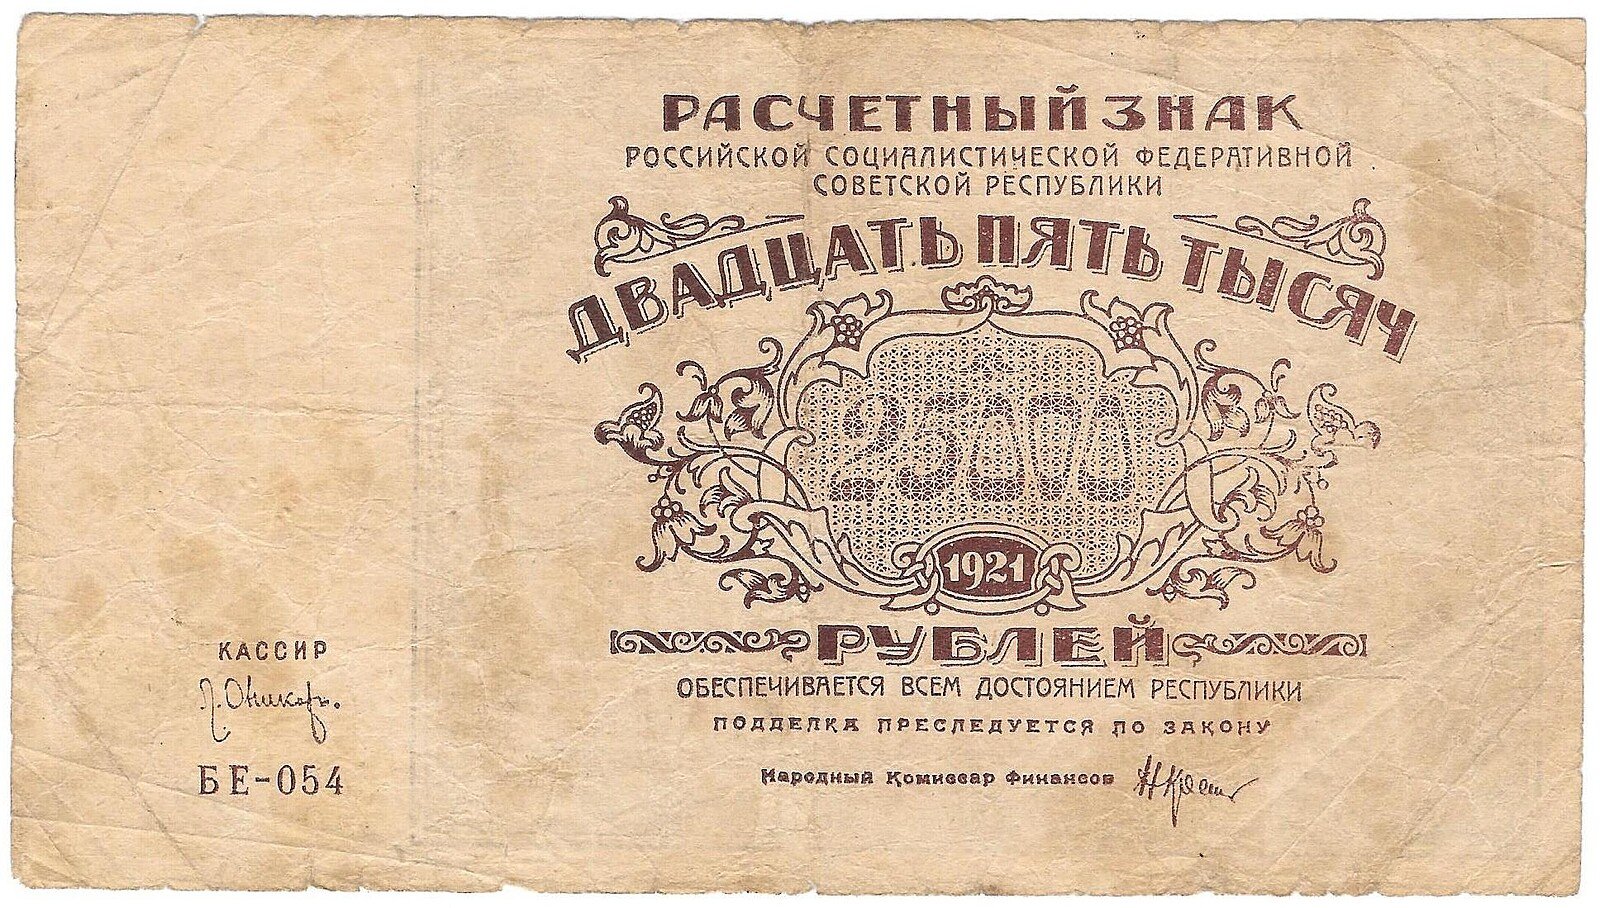 РАСЧЕТНЫЙ ЗНАК
РОССИЙСКОЙ СОЦИАЛИСТИЧЕСКОЙ ФЕДЕРАТИВНОЙ
СОВЕТСКОЙ РЕСПУБЛИКИ
ДВАДЦАТЬ ПЯТЬ ТЫСЯЧ
25000
1921
РУБЛЕЙ
ОБЕСПЕЧИВАЕТСЯ ВСЕМ ДОСТОЯНИЕМ РЕСПУБЛИКИ
ПОДДЕЛКА ПРЕСЛЕДУЕТСЯ ПО ЗАКОНУ
Народный Комиссар Финансов
КАССИР
БЕ-054